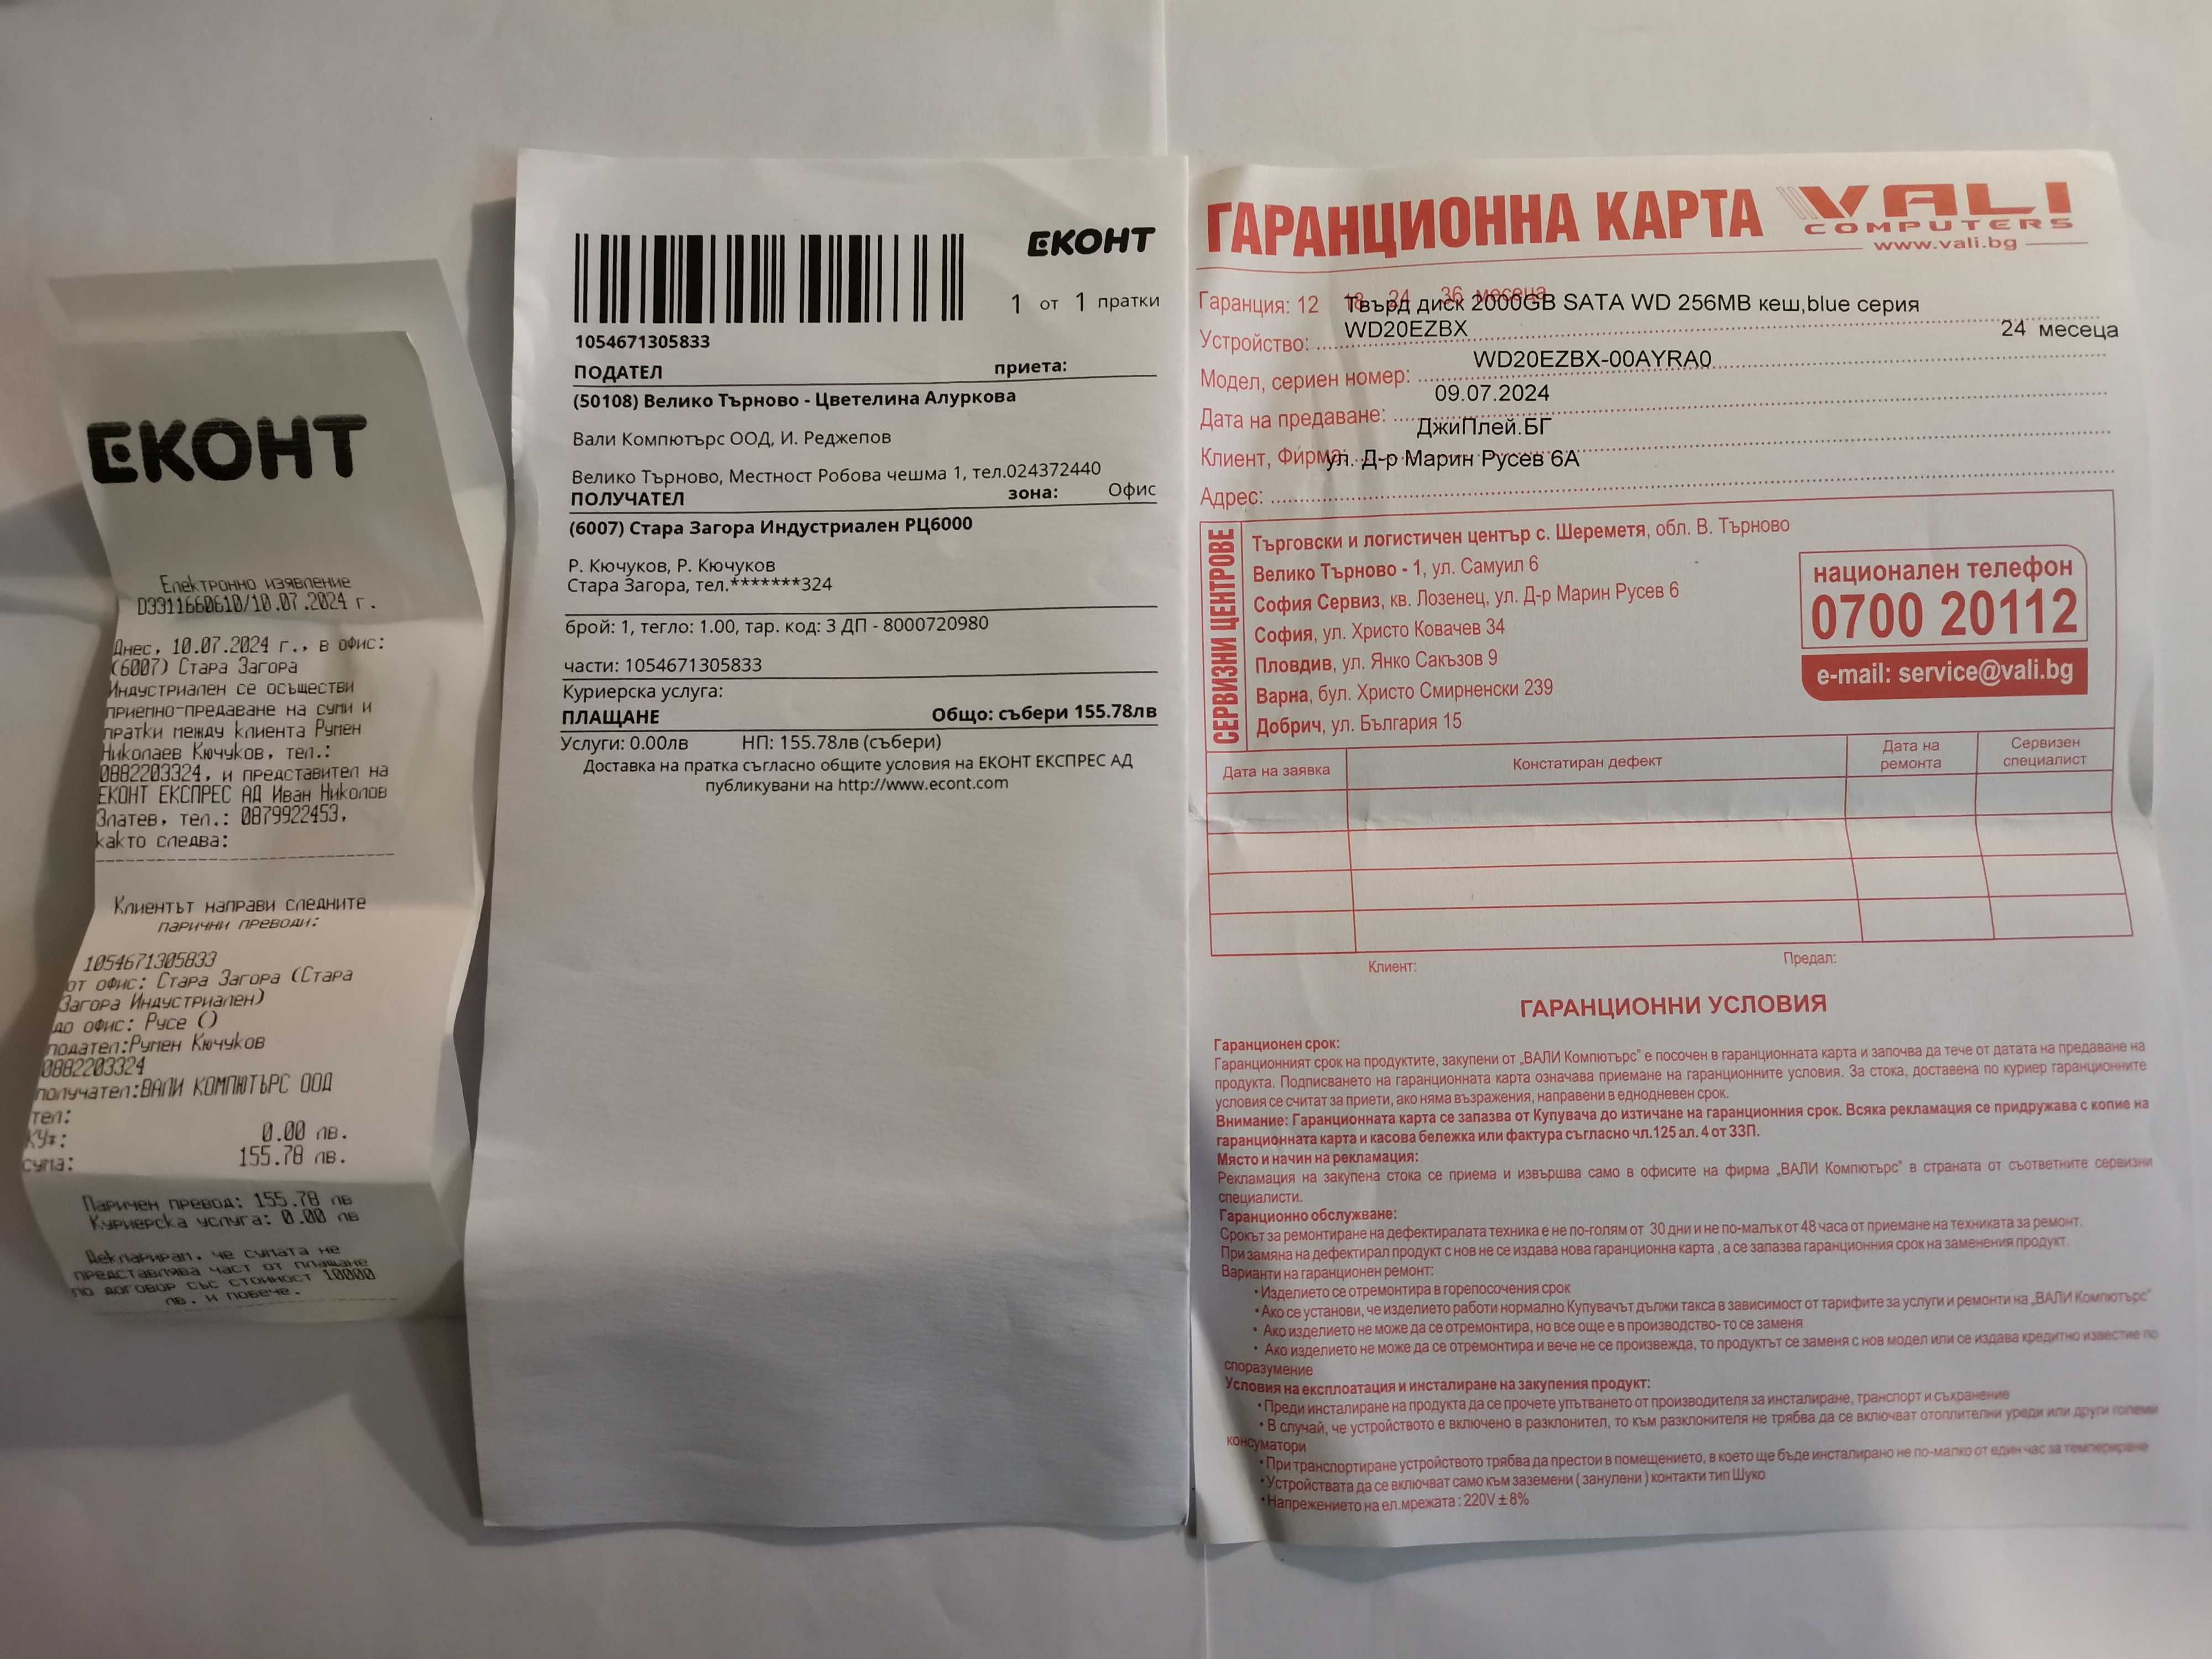 ЕКОНТ
Електронно изявление
D3911660610/10.07.2024 г.
Днес, 10.07.2024 г., в офис:
(6007) Стара Загора
Индустриален се осъществи
приемно-предаване на суми и
пратки между клиента Румен
Николаев Кючуков, тел.:
0882203324, и представител на
ЕКОНТ ЕКСПРЕС АД Иван Николов
Златев, тел.: 0879922453,
както следва:
Клиентът направи следните
парични преводи:
1054671305833
от офис: Стара Загора (Стара
Загора Индустриален)
до офис: Русе ()
подател:Румен Кючуков
0882203324
получател:ВАЛИ КОМПЮТЪРС ООД
тел:
0.00 лв.
сума: 155.78 лв.
Паричен превод: 155.78 лв
Куриерска услуга: 0.00 лв
Декларирам, че сумата не
представлява част от плащане
по договор със стойност 10000
лв. и повече.
ЕКОНТ
1 от 1 пратки
1054671305833
ПОДАТЕЛ приета:
(50108) Велико Търново - Цветелина Алуркова
Вали Компютърс ООД, И. Реджепов
Велико Търново, Местност Робова чешма 1, тел.024372440
ПОЛУЧАТЕЛ зона: Офис
(6007) Стара Загора Индустриален РЦ6000
Р. Кючуков, Р. Кючуков
Стара Загора, тел.*******324
брой: 1, тегло: 1.00, тар. код: 3 ДП - 8000720980
части: 1054671305833
Куриерска услуга:
ПЛАЩАНЕ Общо: събери 155.78лв
Услуги: 0.00лв НП: 155.78лв (събери)
Доставка на пратка съгласно общите условия на ЕКОНТ ЕКСПРЕС АД
публикувани на http://www.econt.com
ГАРАНЦИОННА КАРТА VALI
COMPUTERS
www.vali.bg
Гаранция: 12 18 24 36 месеца
Твърд диск 2000GB SATA WD 256MB кеш,blue серия
Устройство: WD20EZBX 24 месеца
Модел, сериен номер: WD20EZBX-00AYRA0
Дата на предаване: 09.07.2024
Клиент, Фирма: ДжиПлей.БГ
Адрес: ул. Д-р Марин Русев 6А
СЕРВИЗНИ ЦЕНТРОВЕ
Търговски и логистичен център с. Шереметя, обл. В. Търново
Велико Търново - 1, ул. Самуил 6
София Сервиз, кв. Лозенец, ул. Д-р Марин Русев 6
София, ул. Христо Ковачев 34
Пловдив, ул. Янко Сакъзов 9
Варна, бул. Христо Смирненски 239
Добрич, ул. България 15
национален телефон
0700 20112
e-mail: service@vali.bg
Дата на заявка Констатиран дефект Дата на ремонта Сервизен специалист
Клиент: Предал:
ГАРАНЦИОННИ УСЛОВИЯ
Гаранционен срок:
Гаранционният срок на продуктите, закупени от „ВАЛИ Компютърс" е посочен в гаранционната карта и започва да тече от датата на предаване на
продукта. Подписването на гаранционната карта означава приемане на гаранционните условия. За стока, доставена по куриер гаранционните
условия се считат за приети, ако няма възражения, направени в еднодневен срок.
Внимание: Гаранционната карта се запазва от Купувача до изтичане на гаранционния срок. Всяка рекламация се придружава с копие на
гаранционната карта и касова бележка или фактура съгласно чл.125 ал. 4 от ЗЗП.
Място и начин на рекламация:
Рекламация на закупена стока се приема и извършва само в офисите на фирма „ВАЛИ Компютърс" в страната от съответните сервизни
специалисти.
Гаранционно обслужване:
Срокът за ремонтиране на дефектиралата техника е не по-голям от 30 дни и не по-малък от 48 часа от приемане на техниката за ремонт.
При замяна на дефектирал продукт с нов не се издава нова гаранционна карта , а се запазва гаранционния срок на заменения продукт.
Варианти на гаранционен ремонт:
• Изделието се отремонтира в горепосочения срок
• Ако се установи, че изделието работи нормално Купувачът дължи такса в зависимост от тарифите за услуги и ремонти на „ВАЛИ Компютърс"
• Ако изделието не може да се отремонтира, но все още е в производство- то се заменя
• Ако изделието не може да се отремонтира и вече не се произвежда, то продуктът се заменя с нов модел или се издава кредитно известие по
споразумение
Условия на експлоатация и инсталиране на закупения продукт:
• Преди инсталиране на продукта да се прочете упътването от производителя за инсталиране, транспорт и съхранение
• В случай, че устройството е включено в разклонител, то към разклонителя не трябва да се включват отоплителни уреди или други големи
консуматори
• При транспортиране устройството трябва да престои в помещението, в което ще бъде инсталирано не по-малко от един час за темпериране
• Устройствата да се включват само към заземени ( занулени ) контакти тип Шуко
• Напрежението на ел.мрежата : 220V ± 8%